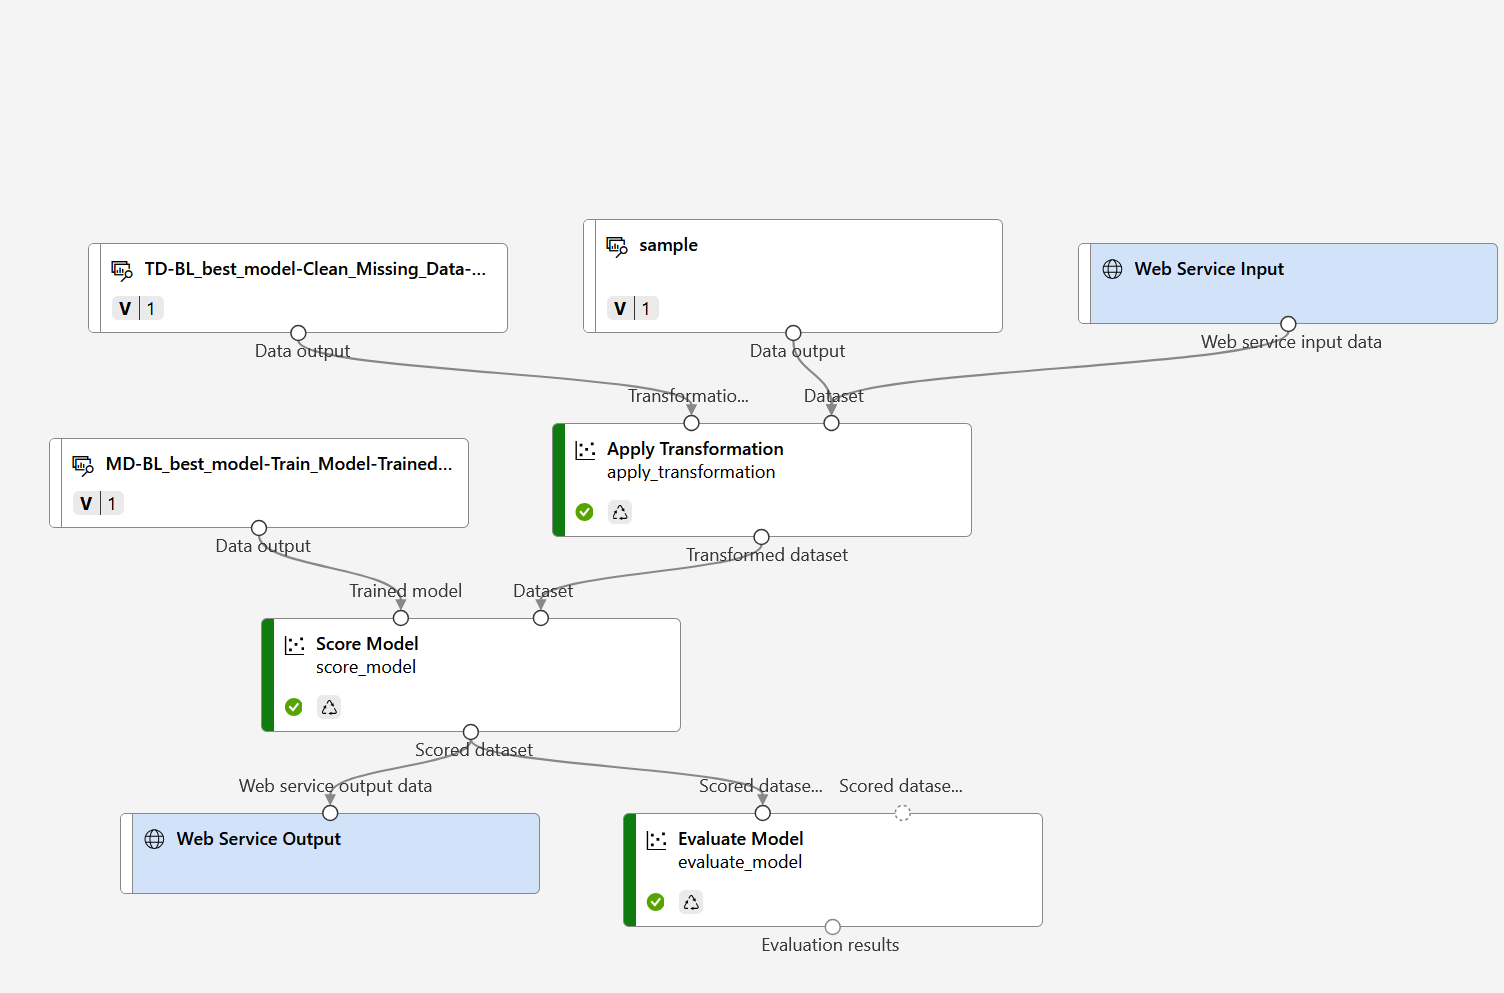 sample
V 1
Data output
TD-BL_best_model-Clean_Missing_Data-...
V 1
Data output
Web Service Input
Web service input data
Transformatio...
Dataset
Apply Transformation
apply_transformation
Transformed dataset
MD-BL_best_model-Train_Model-Trained...
V 1
Data output
Trained model
Dataset
Score Model
score_model
Scored dataset
Web service output data
Scored datase...
Scored datase...
Web Service Output
Evaluate Model
evaluate_model
Evaluation results